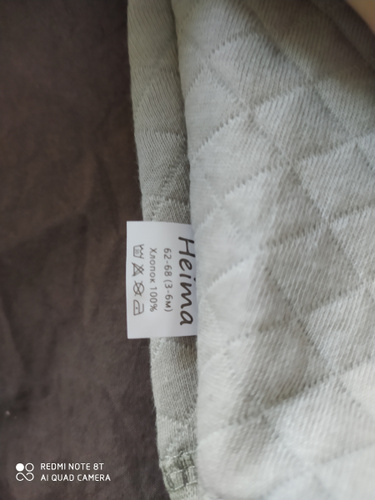 Heima
62-68 (3-6м)
Хлопок 100%
REDMI NOTE 8T
AI QUAD CAMERA